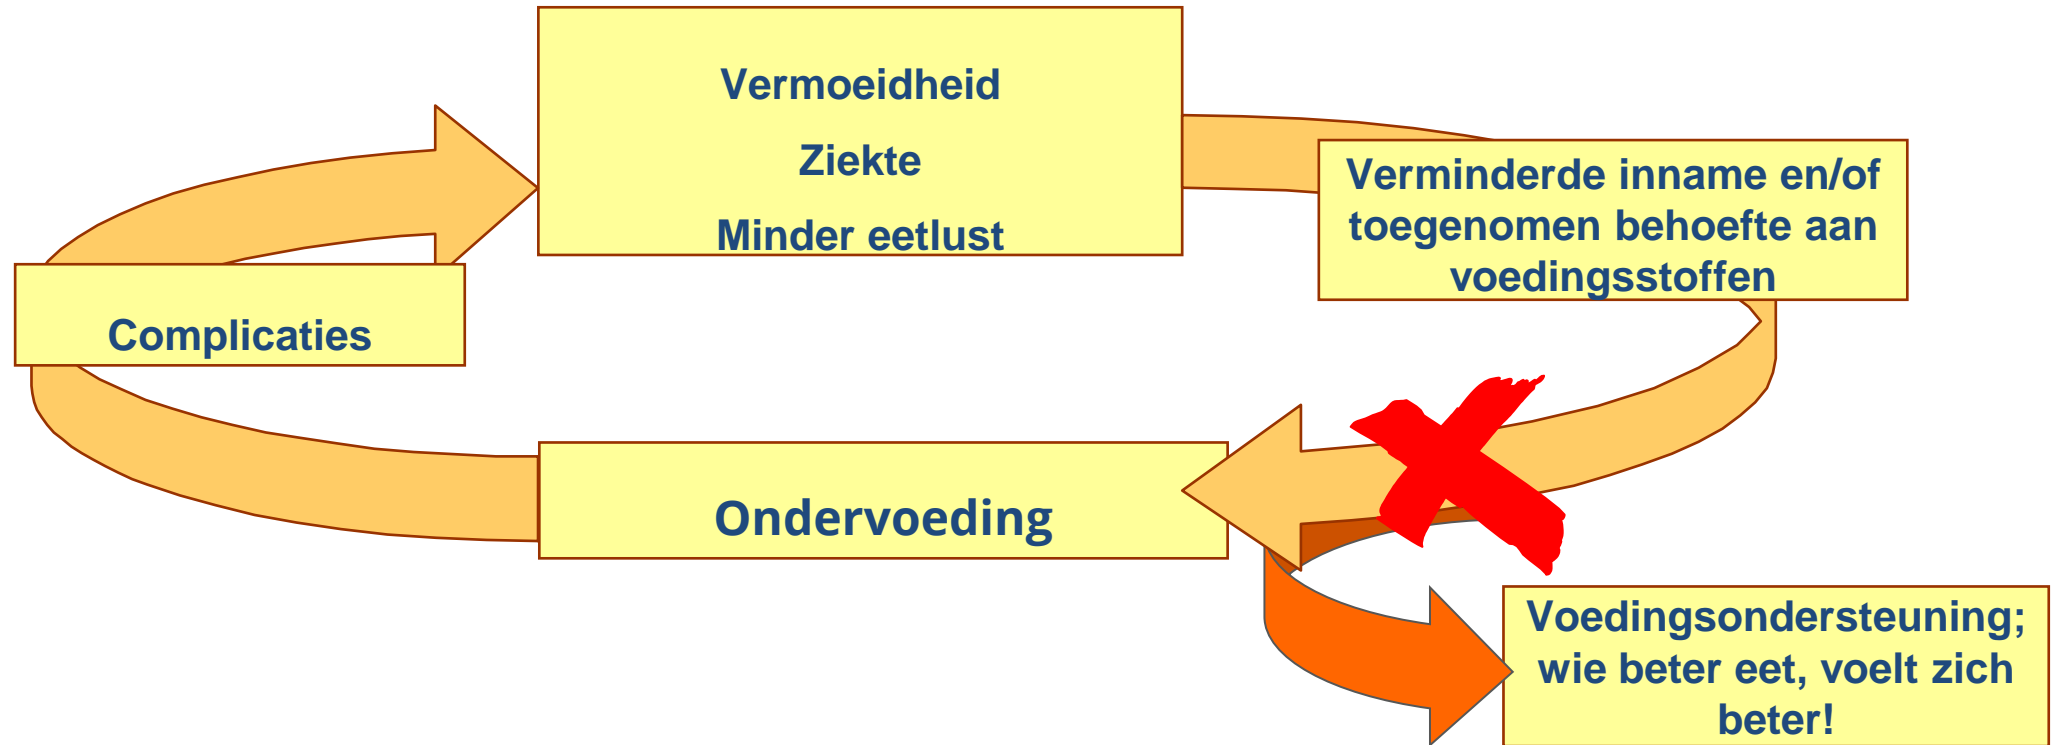 Vermoeidheid
Ziekte
Minder eetlust
Verminderde inname en/of
toegenomen behoefte aan
voedingsstoffen
Complicaties
Ondervoeding
Voedingsondersteuning;
wie beter eet, voelt zich
beter!